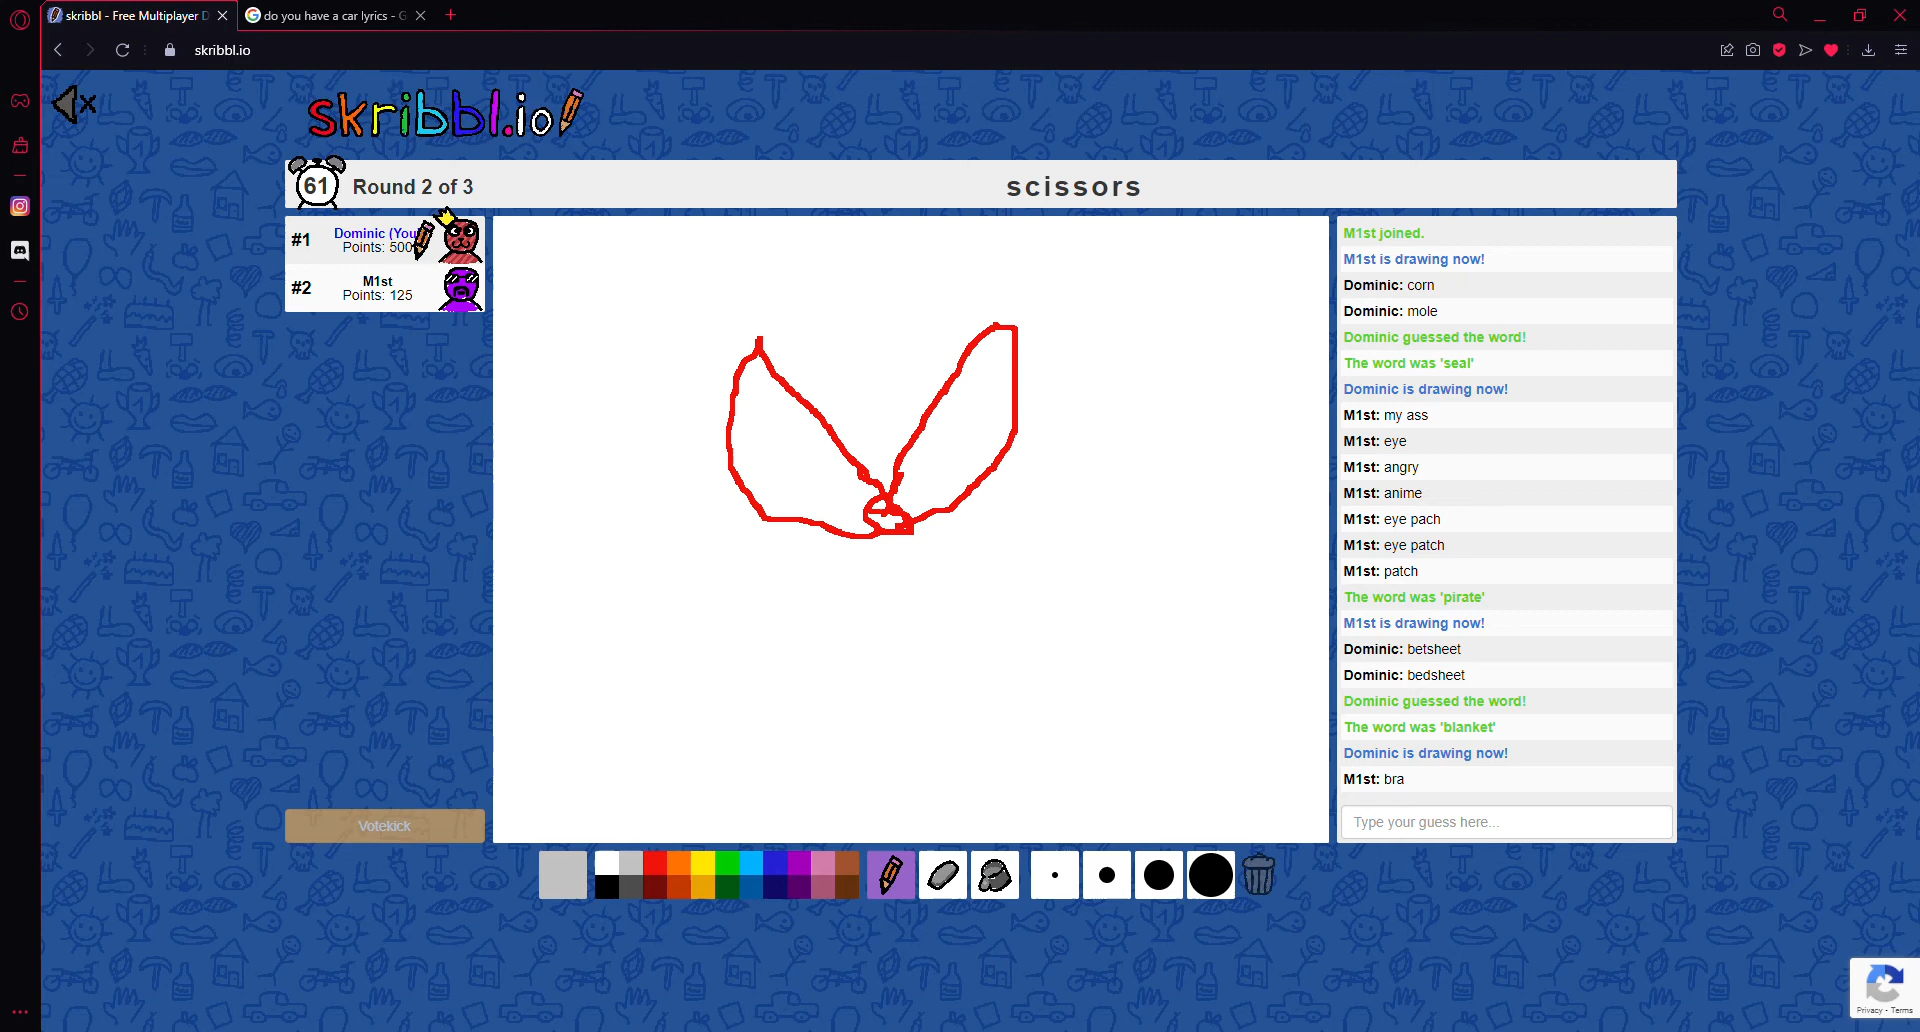 skribbl - Free Multiplayer D
do you have a car lyrics - G
skribbl.io
skribbl.io
61
Round 2 of 3
scissors
#1
Dominic (You
Points: 500
#2
M1st
Points: 125
M1st joined.
M1st is drawing now!
Dominic: corn
Dominic: mole
Dominic guessed the word!
The word was 'seal'
Dominic is drawing now!
M1st: my ass
M1st: eye
M1st: angry
M1st: anime
M1st: eye pach
M1st: eye patch
M1st: patch
The word was 'pirate'
M1st is drawing now!
Dominic: betsheet
Dominic: bedsheet
Dominic guessed the word!
The word was 'blanket'
Dominic is drawing now!
M1st: bra
Votekick
Type your guess here...
Privacy - Terms